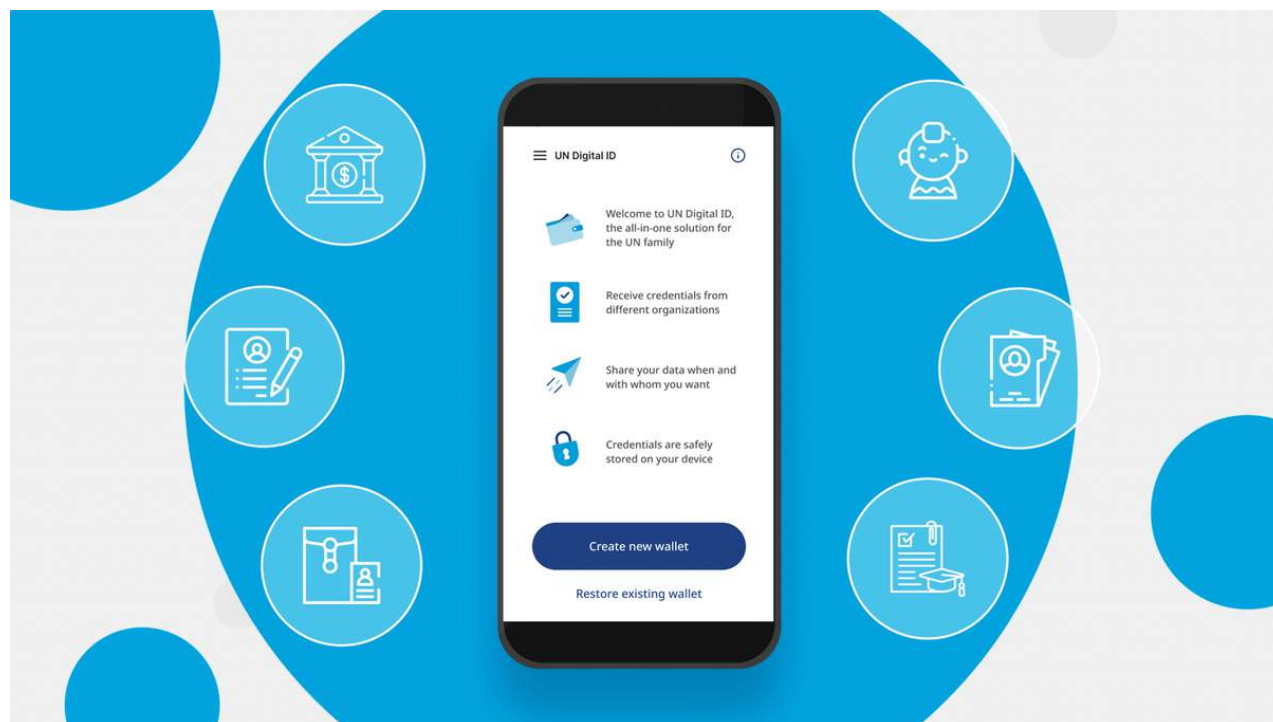 UN Digital ID
Welcome to UN Digital ID,
the all-in-one solution for
the UN family
Receive credentials from
different organizations
Share your data when and
with whom you want
Credentials are safely
stored on your device
Create new wallet
Restore existing wallet